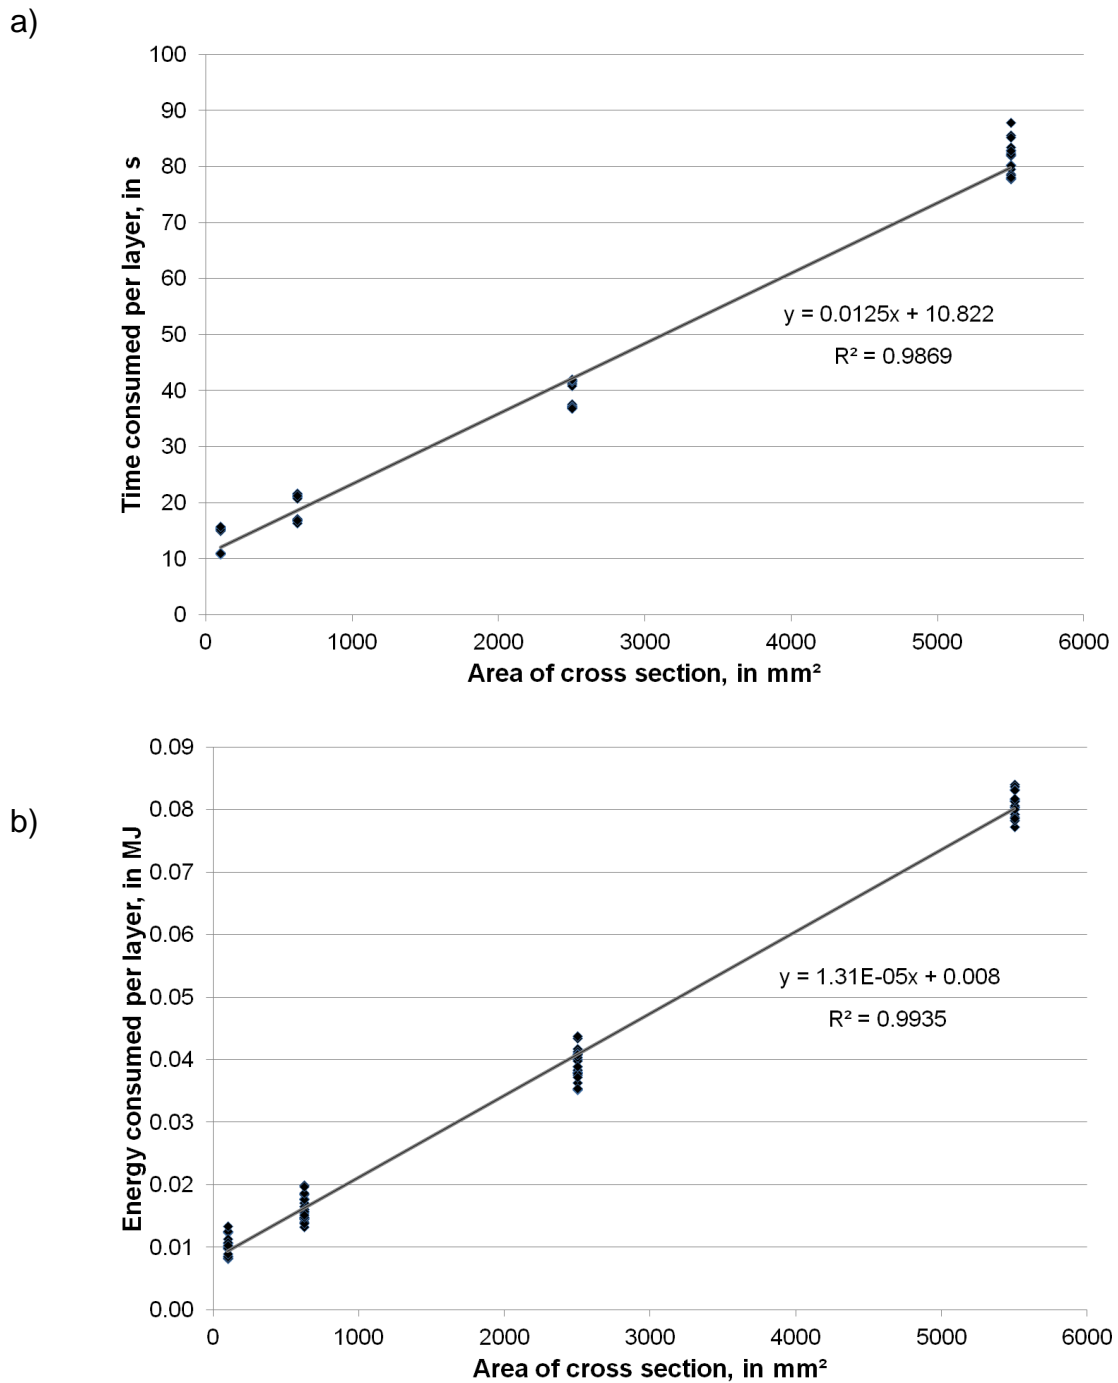 a)
100
90
80
70
60
50
40
30
20
10
0
Time consumed per layer, in s
y = 0.0125x + 10.822
R² = 0.9869
0 1000 2000 3000 4000 5000 6000
Area of cross section, in mm²
b)
0.09
0.08
0.07
0.06
0.05
0.04
0.03
0.02
0.01
0.00
Energy consumed per layer, in MJ
y = 1.31E-05x + 0.008
R² = 0.9935
0 1000 2000 3000 4000 5000 6000
Area of cross section, in mm²